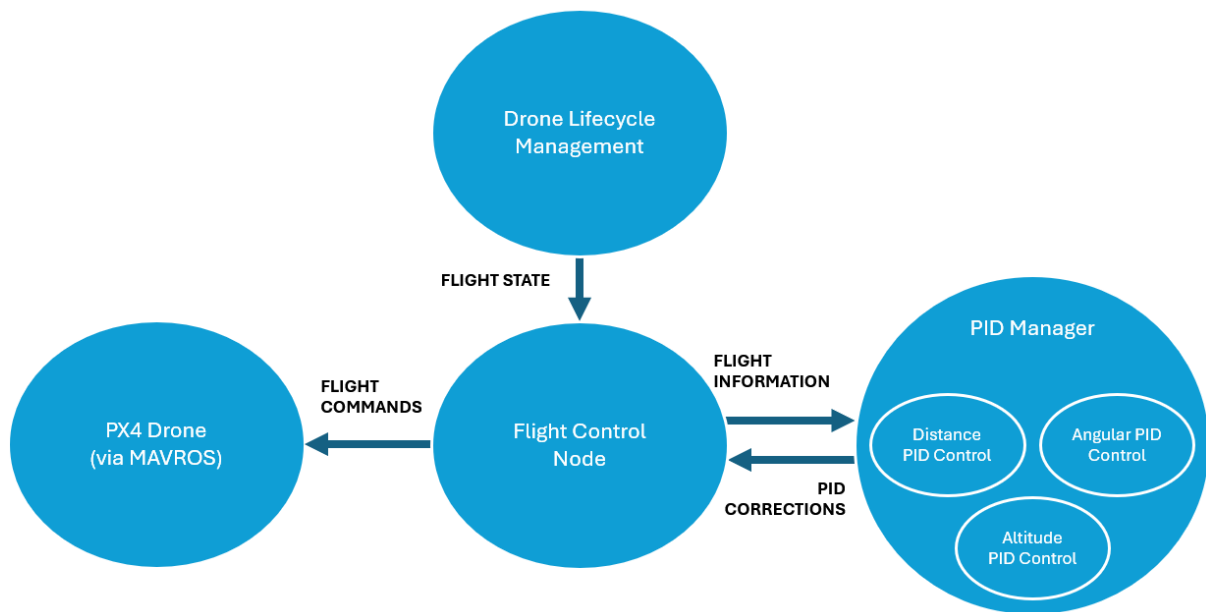 Drone Lifecycle
Management
FLIGHT STATE
PX4 Drone
(via MAVROS)
FLIGHT
COMMANDS
Flight Control
Node
FLIGHT
INFORMATION
PID
CORRECTIONS
PID Manager
Distance
PID Control
Angular PID
Control
Altitude
PID Control